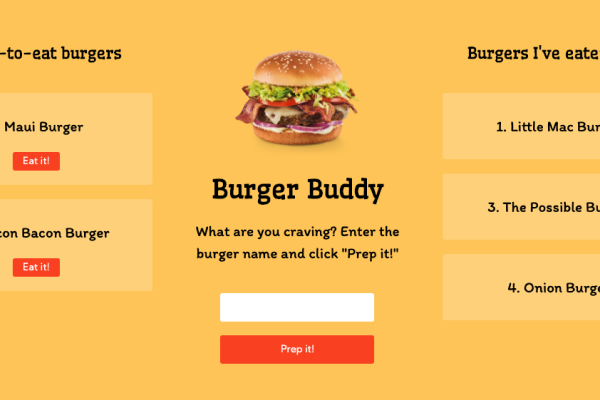 -to-eat burgers
Maui Burger
Eat it!
con Bacon Burger
Eat it!
Burger Buddy
What are you craving? Enter the
burger name and click "Prep it!"
Prep it!
Burgers I've eate
1. Little Mac Bur
3. The Possible Bu
4. Onion Burge